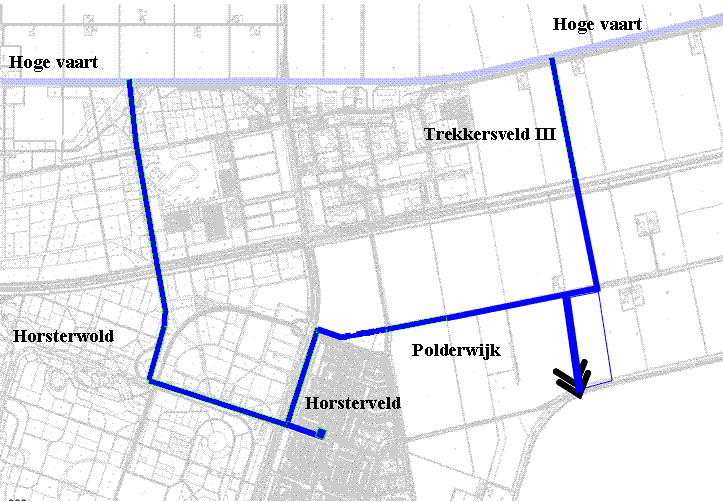 Hoge vaart
Hoge vaart
Trekkersveld III
Horsterwold
Polderwijk
Horsterveld